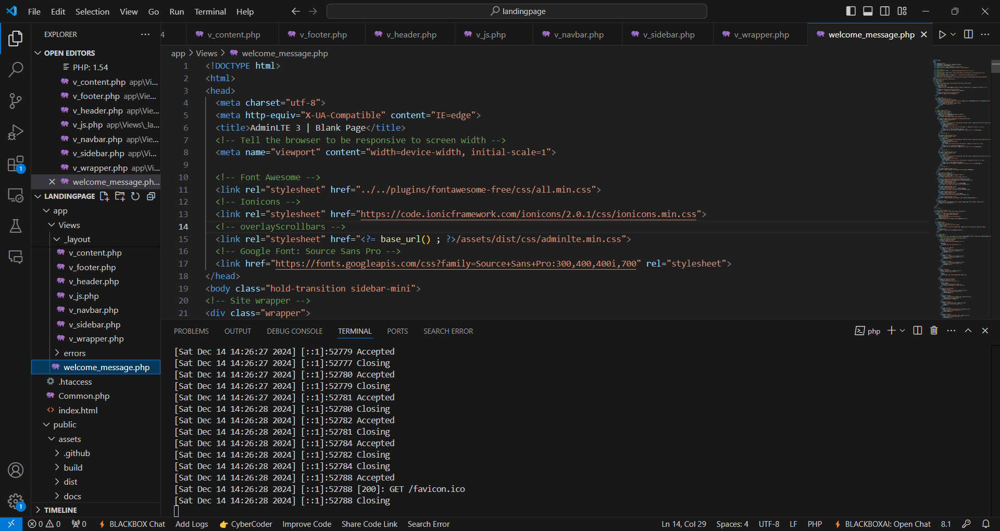 File Edit Selection View Go Run Terminal Help
landingpage
EXPLORER
4 v_content.php v_footer.php v_header.php v_js.php v_navbar.php v_sidebar.php v_wrapper.php welcome_message.php
OPEN EDITORS
PHP: 1.54
v_content.php app\Vi...
v_footer.php app\Vie...
v_header.php app\Vie...
v_js.php app\Views\_la...
v_navbar.php app\Vie...
v_sidebar.php app\Vi...
v_wrapper.php app\Vi...
welcome_message.ph...
LANDINGPAGE
app
Views
_layout
v_content.php
v_footer.php
v_header.php
v_js.php
v_navbar.php
v_sidebar.php
v_wrapper.php
errors
welcome_message.php
.htaccess
Common.php
index.html
public
assets
.github
build
dist
docs
TIMELINE
1
1
app > Views > welcome_message.php
1 <!DOCTYPE html>
2 <html>
3 <head>
4 <meta charset="utf-8">
5 <meta http-equiv="X-UA-Compatible" content="IE=edge">
6 <title>AdminLTE 3 | Blank Page</title>
7 <!-- Tell the browser to be responsive to screen width -->
8 <meta name="viewport" content="width=device-width, initial-scale=1">
9
10 <!-- Font Awesome -->
11 <link rel="stylesheet" href="../../plugins/fontawesome-free/css/all.min.css">
12 <!-- Ionicons -->
13 <link rel="stylesheet" href="https://code.ionicframework.com/ionicons/2.0.1/css/ionicons.min.css">
14 <!-- overlayScrollbars -->
15 <link rel="stylesheet" href="<?= base_url() ; ?>/assets/dist/css/adminlte.min.css">
16 <!-- Google Font: Source Sans Pro -->
17 <link href="https://fonts.googleapis.com/css?family=Source+Sans+Pro:300,400,400i,700" rel="stylesheet">
18 </head>
19 <body class="hold-transition sidebar-mini">
20 <!-- Site wrapper -->
21 <div class="wrapper">
PROBLEMS OUTPUT DEBUG CONSOLE TERMINAL PORTS SEARCH ERROR
php
[Sat Dec 14 14:26:27 2024] [::1]:52779 Accepted
[Sat Dec 14 14:26:27 2024] [::1]:52777 Closing
[Sat Dec 14 14:26:27 2024] [::1]:52780 Accepted
[Sat Dec 14 14:26:27 2024] [::1]:52779 Closing
[Sat Dec 14 14:26:27 2024] [::1]:52781 Accepted
[Sat Dec 14 14:26:28 2024] [::1]:52780 Closing
[Sat Dec 14 14:26:28 2024] [::1]:52782 Accepted
[Sat Dec 14 14:26:28 2024] [::1]:52781 Closing
[Sat Dec 14 14:26:28 2024] [::1]:52784 Accepted
[Sat Dec 14 14:26:28 2024] [::1]:52782 Closing
[Sat Dec 14 14:26:28 2024] [::1]:52784 Closing
[Sat Dec 14 14:26:28 2024] [::1]:52788 Accepted
[Sat Dec 14 14:26:28 2024] [::1]:52788 [200]: GET /favicon.ico
[Sat Dec 14 14:26:28 2024] [::1]:52788 Closing
0 0 0 BLACKBOX Chat Add Logs CyberCoder Improve Code Share Code Link Search Error Ln 14, Col 29 Spaces: 4 UTF-8 LF PHP BLACKBOXAI: Open Chat 8.1